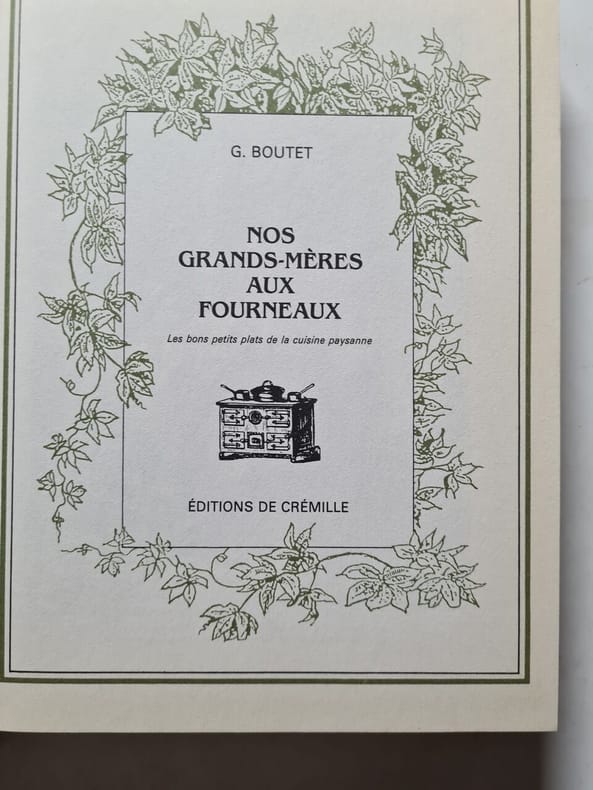 G. BOUTET
NOS
GRANDS-MÈRES
AUX
FOURNEAUX
Les bons petits plats de la cuisine paysanne
ÉDITIONS DE CRÉMILLE